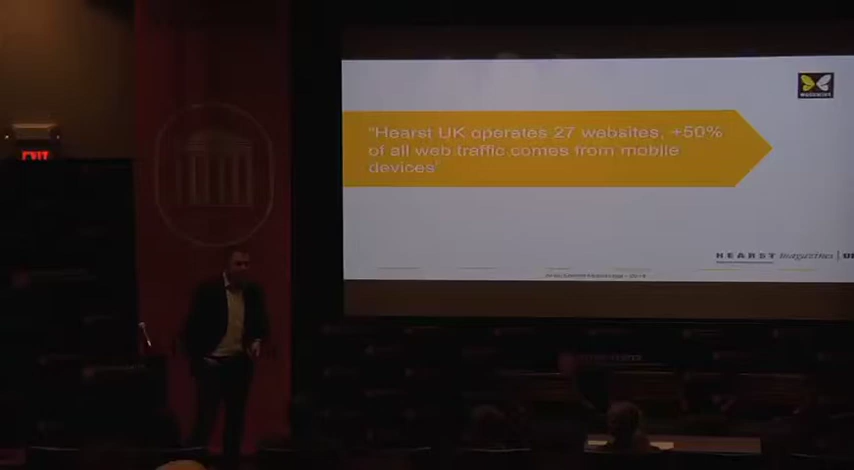 "Hearst UK operates 27 websites, +50%
of all web traffic comes from mobile
devices"
HEARST magazines UK
EXIT